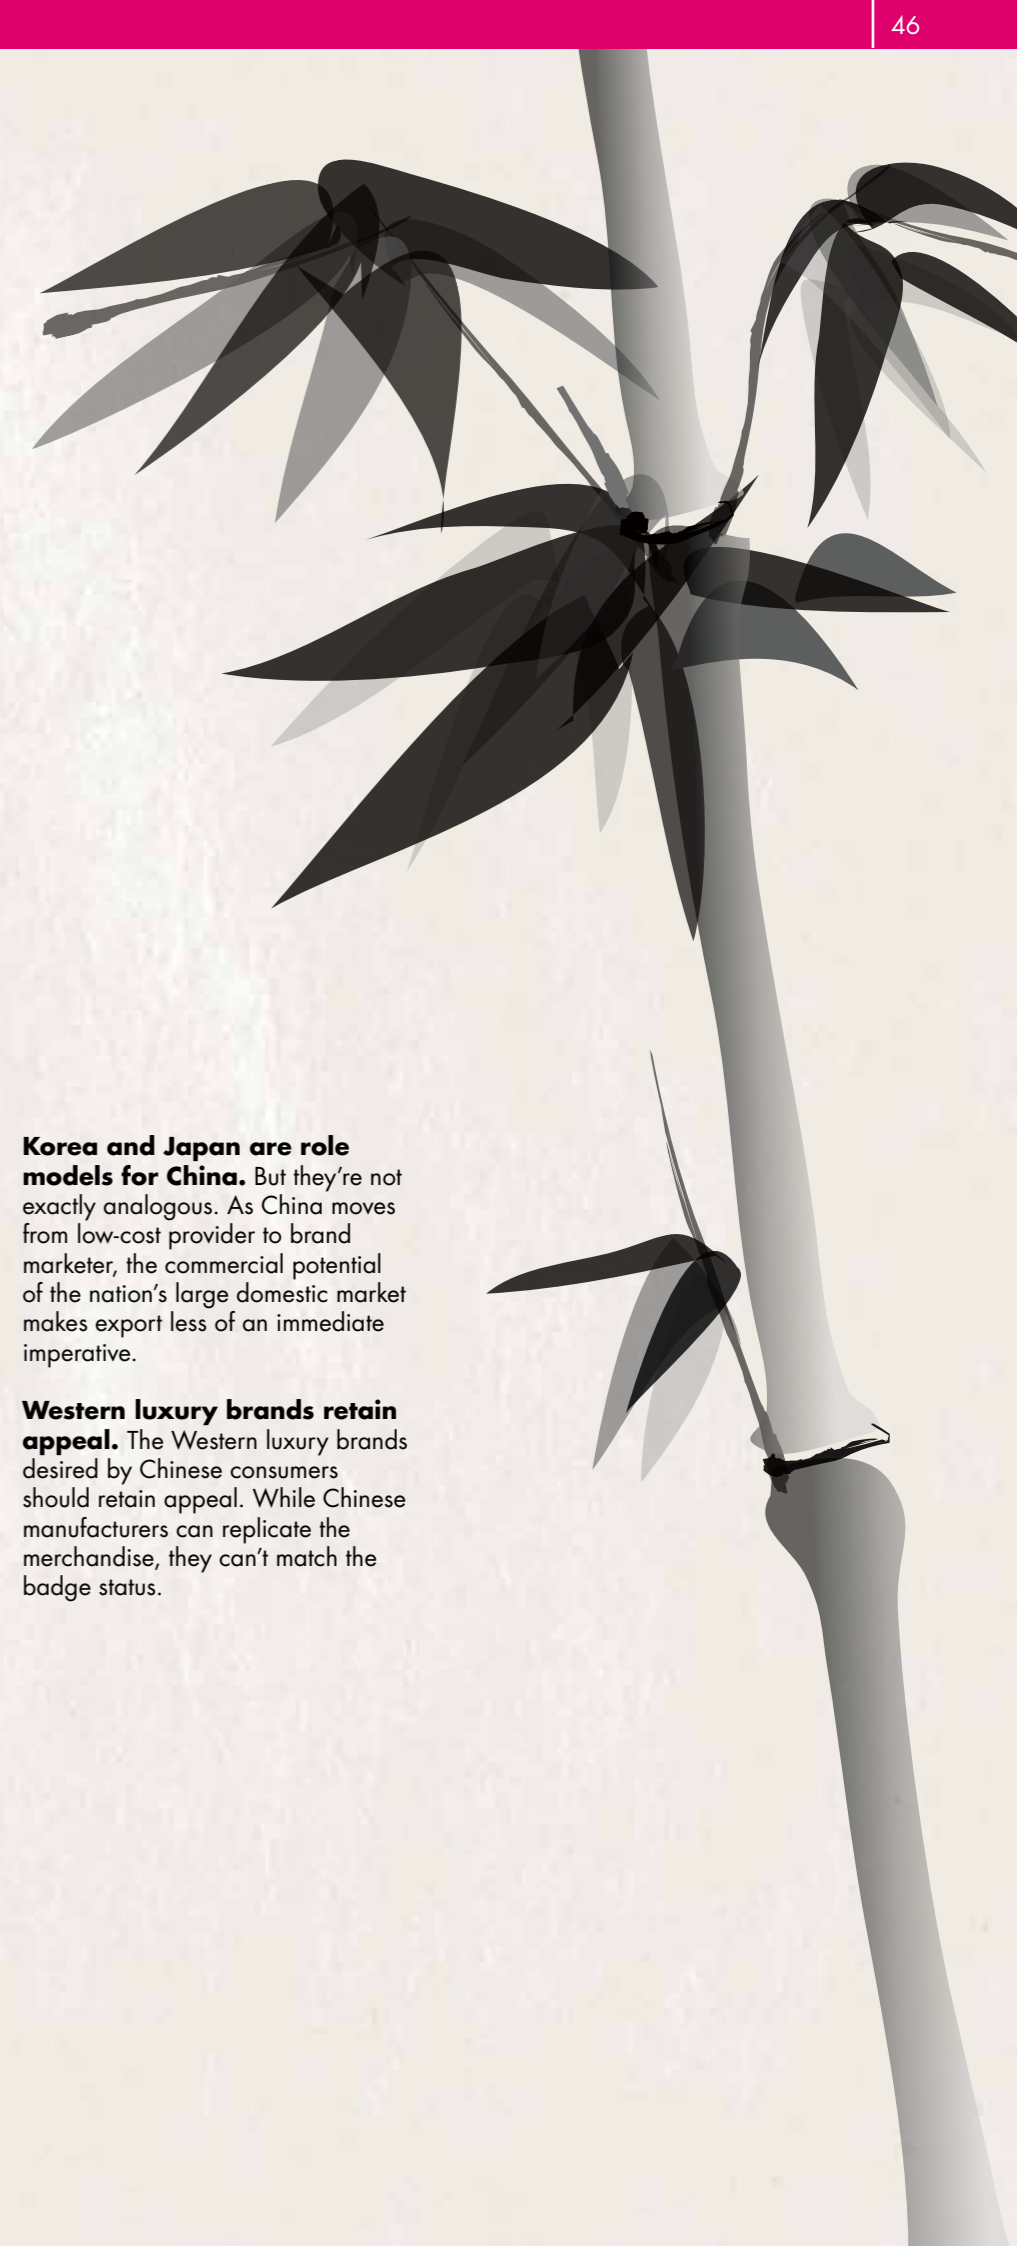 46
Korea and Japan are role
models for China. But they’re not
exactly analogous. As China moves
from low-cost provider to brand
marketer, the commercial potential
of the nation’s large domestic market
makes export less of an immediate
imperative.
Western luxury brands retain
appeal. The Western luxury brands
desired by Chinese consumers
should retain appeal. While Chinese
manufacturers can replicate the
merchandise, they can’t match the
badge status.